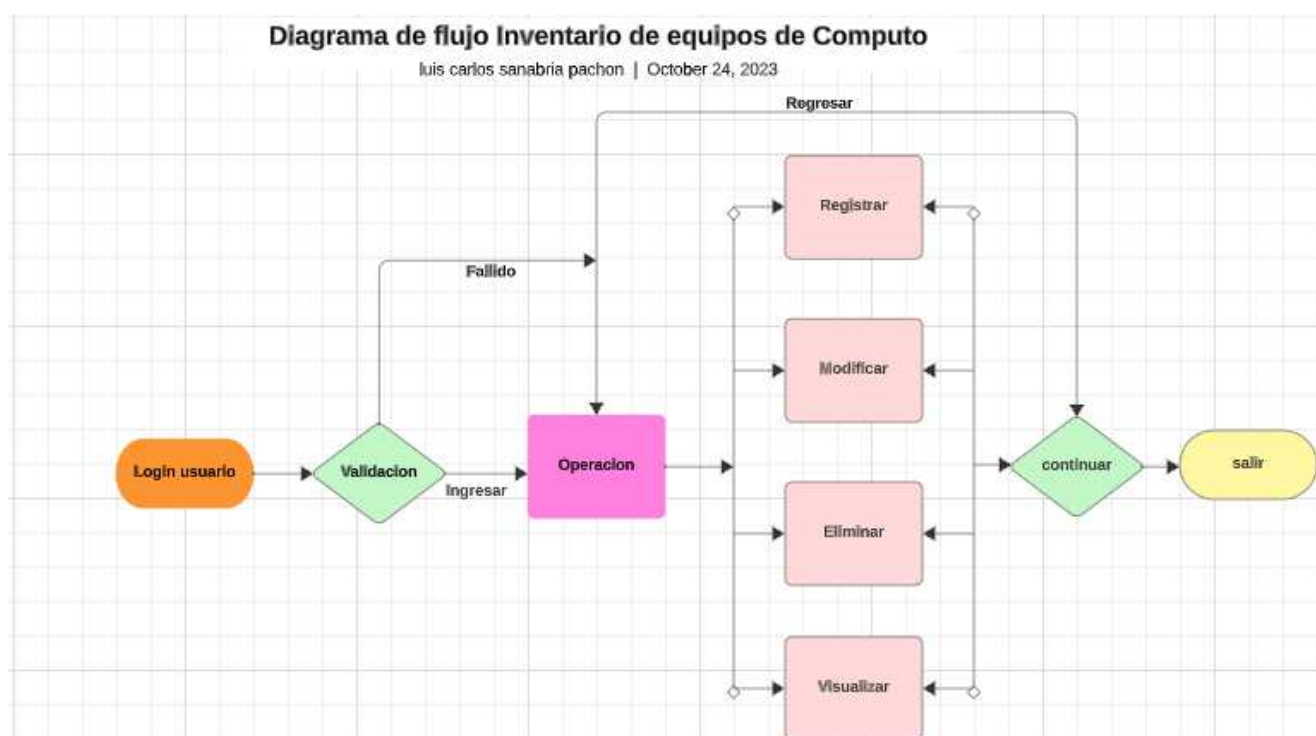 Diagrama de flujo Inventario de equipos de Computo
luis carlos sanabria pachon | October 24, 2023
Regresar
Registrar
Fallido
Modificar
Login usuario
Validacion
Ingresar
Operacion
continuar
salir
Eliminar
Visualizar